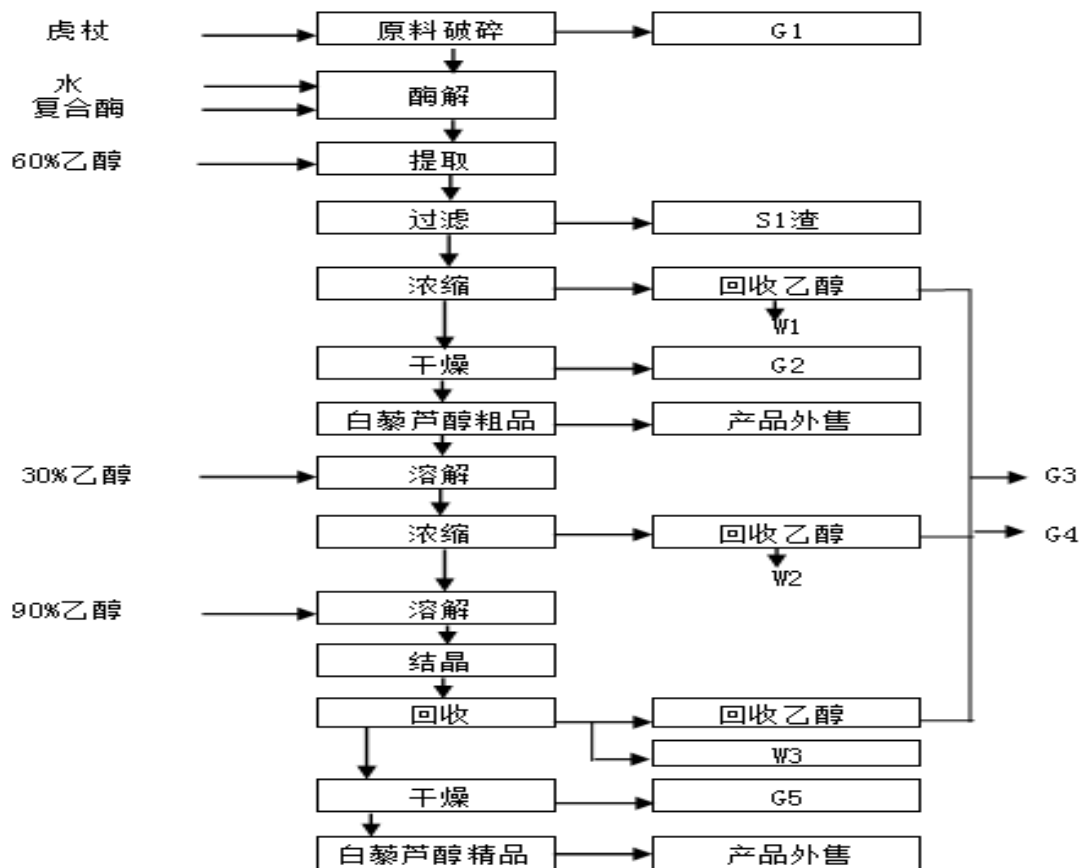 虎杖
原料破碎
G1
水
复合酶
酶解
60%乙醇
提取
过滤
S1渣
浓缩
回收乙醇
W1
干燥
G2
白藜芦醇粗品
产品外售
30%乙醇
溶解
G3
浓缩
回收乙醇
G4
W2
90%乙醇
溶解
结晶
回收
回收乙醇
W3
干燥
G5
白藜芦醇精品
产品外售